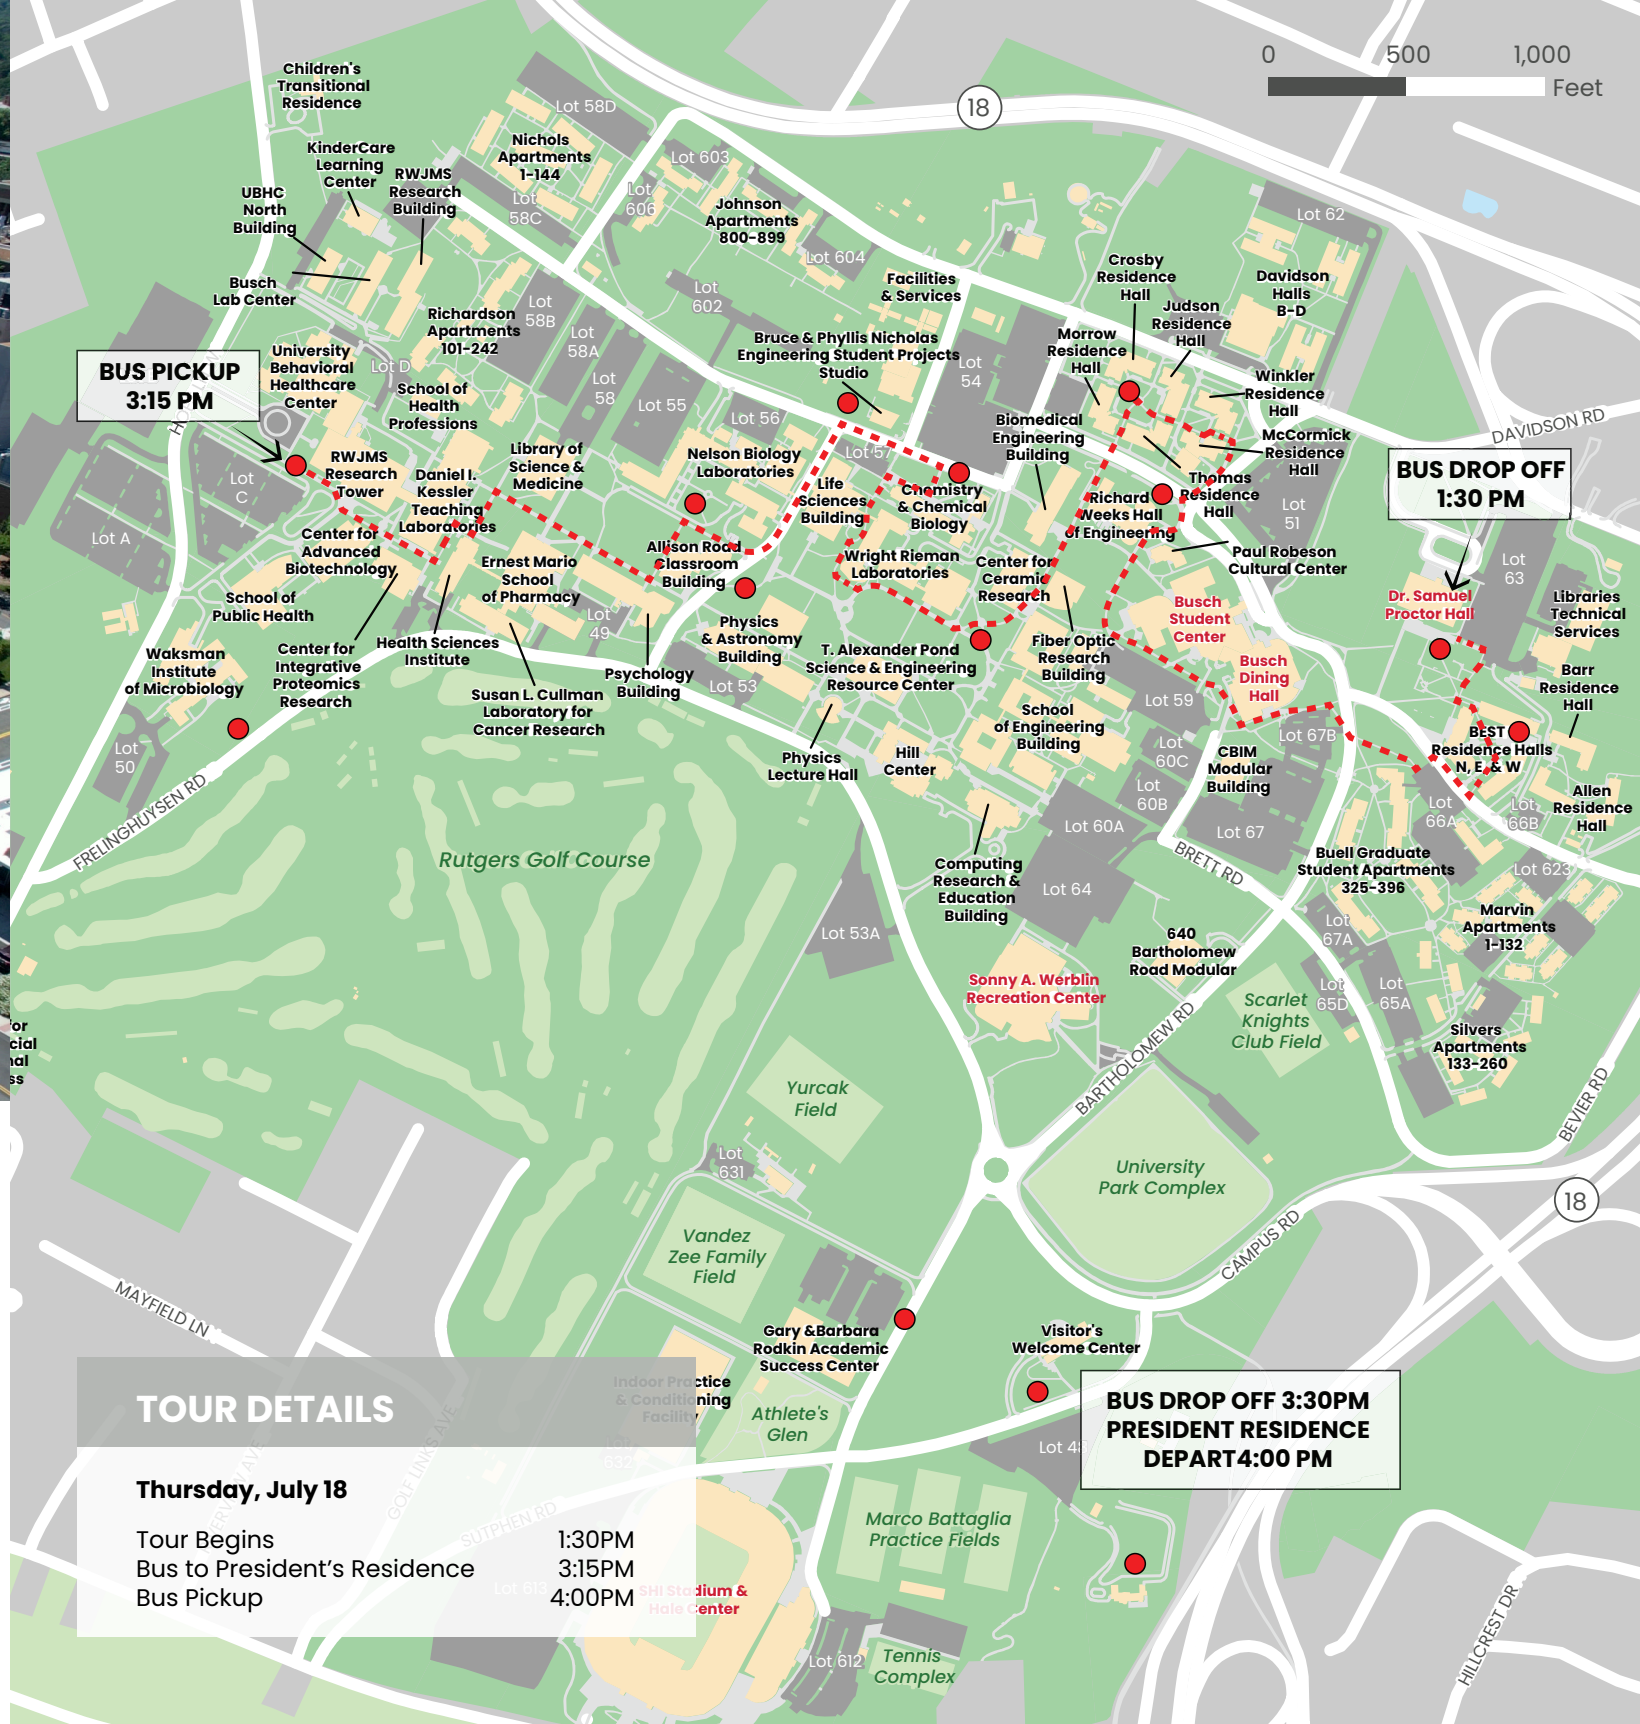 0 500 1,000
Feet
18
Children's
Transitional
Residence
Lot 58D
KinderCare
Learning
Center
RWJMS
Research
Building
Nichols
Apartments
1-144
Lot
58C
Lot 603
Lot
606
UBHC
North
Building
Johnson
Apartments
800-899
Lot 604
Lot 62
Busch
Lab Center
Richardson
Apartments
101-242
Lot
58B
Lot
58A
Lot
58
Lot
602
Facilities
& Services
Crosby
Residence
Hall
Judson
Residence
Hall
Morrow
Residence
Hall
Davidson
Halls
B-D
Winkler
Residence
Hall
McCormick
Residence
Hall
DAVIDSON RD
BUS PICKUP
3:15 PM
University
Behavioral
Healthcare
Center
Lot D
School of
Health
Professions
Lot 55
Lot 56
Bruce & Phyllis Nicholas
Engineering Student Projects
Studio
Lot
54
Biomedical
Engineering
Building
Lot 57
BUS DROP OFF
1:30 PM
Lot
C
RWJMS
Research
Tower
Daniel I.
Kessler
Teaching
Laboratories
Library of
Science &
Medicine
Nelson Biology
Laboratories
Life
Sciences
Building
Chemistry
& Chemical
Biology
Richard
Weeks Hall
of Engineering
Thomas
Residence
Hall
Lot
51
Lot
63
Lot A
Center for
Advanced
Biotechnology
Ernest Mario
School
of Pharmacy
Allison Road
Classroom
Building
Wright Rieman
Laboratories
Center for
Ceramic
Research
Paul Robeson
Cultural Center
School of
Public Health
Lot
49
Physics
& Astronomy
Building
Busch
Student
Center
Dr. Samuel
Proctor Hall
Libraries
Technical
Services
Waksman
Institute
of Microbiology
Center for
Integrative
Proteomics
Research
Health Sciences
Institute
Susan L. Cullman
Laboratory for
Cancer Research
Psychology
Building
Lot 53
T. Alexander Pond
Science & Engineering
Resource Center
Fiber Optic
Research
Building
Busch
Dining
Hall
Barr
Residence
Hall
Lot
50
FRELINGHUYSEN RD
Physics
Lecture Hall
Hill
Center
School
of Engineering
Building
Lot 59
Lot
60C
Lot
60B
CBIM
Modular
Building
Lot 67B
BEST
Residence Halls
N, E, & W
Allen
Residence
Hall
Lot
66A
Lot
66B
Rutgers Golf Course
Lot 60A
Lot 67
BRETT RD
Buell Graduate
Student Apartments
325-396
Lot 623
Computing
Research &
Education
Building
Lot 64
Lot 53A
640
Bartholomew
Road Modular
Lot
67A
Marvin
Apartments
1-132
Sonny A. Werblin
Recreation Center
Scarlet
Knights
Club Field
Lot
65D
Lot
65A
Silvers
Apartments
133-260
BARTHOLOMEW RD
BEVIER RD
Yurcak
Field
Lot
631
University
Park Complex
18
CAMPUS RD
Vandez
Zee Family
Field
MAYFIELD LN
Gary &Barbara
Rodkin Academic
Success Center
Visitor's
Welcome Center
Indoor Practice
& Conditioning
Facility
Lot
632
Athlete's
Glen
Lot 48
BUS DROP OFF 3:30PM
PRESIDENT RESIDENCE
DEPART4:00 PM
TOUR DETAILS
Thursday, July 18
Tour Begins 1:30PM
Bus to President’s Residence 3:15PM
Bus Pickup 4:00PM
GOLF LINKS AVE
SUTPHEN RD
Lot 613
SHI Stadium &
Hale Center
Marco Battaglia
Practice Fields
Lot 612
Tennis
Complex
HILLCREST DR